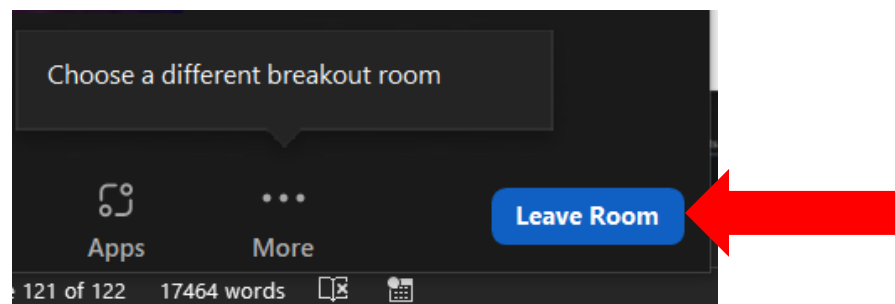 Choose a different breakout room
Leave Room
Apps More
121 of 122 17464 words